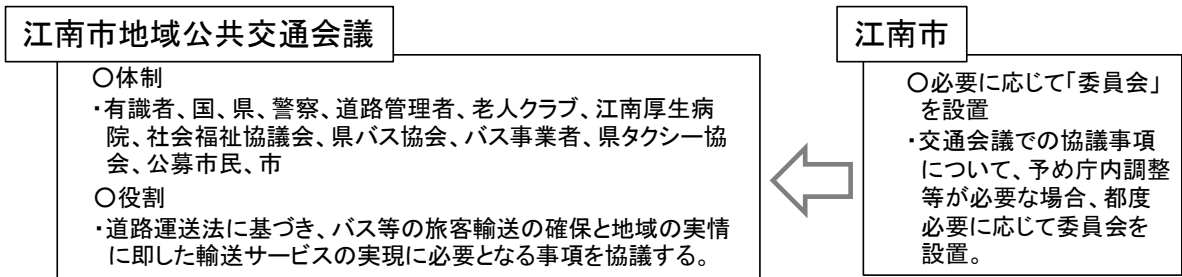 江南市地域公共交通会議
〇体制
・有識者、国、県、警察、道路管理者、老人クラブ、江南厚生病
院、社会福祉協議会、県バス協会、バス事業者、県タクシー協
会、公募市民、市
〇役割
・道路運送法に基づき、バス等の旅客輸送の確保と地域の実情
に即した輸送サービスの実現に必要となる事項を協議する。
江南市
〇必要に応じて「委員会」
を設置
・交通会議での協議事項
について、予め庁内調整
等が必要な場合、都度
必要に応じて委員会を
設置。